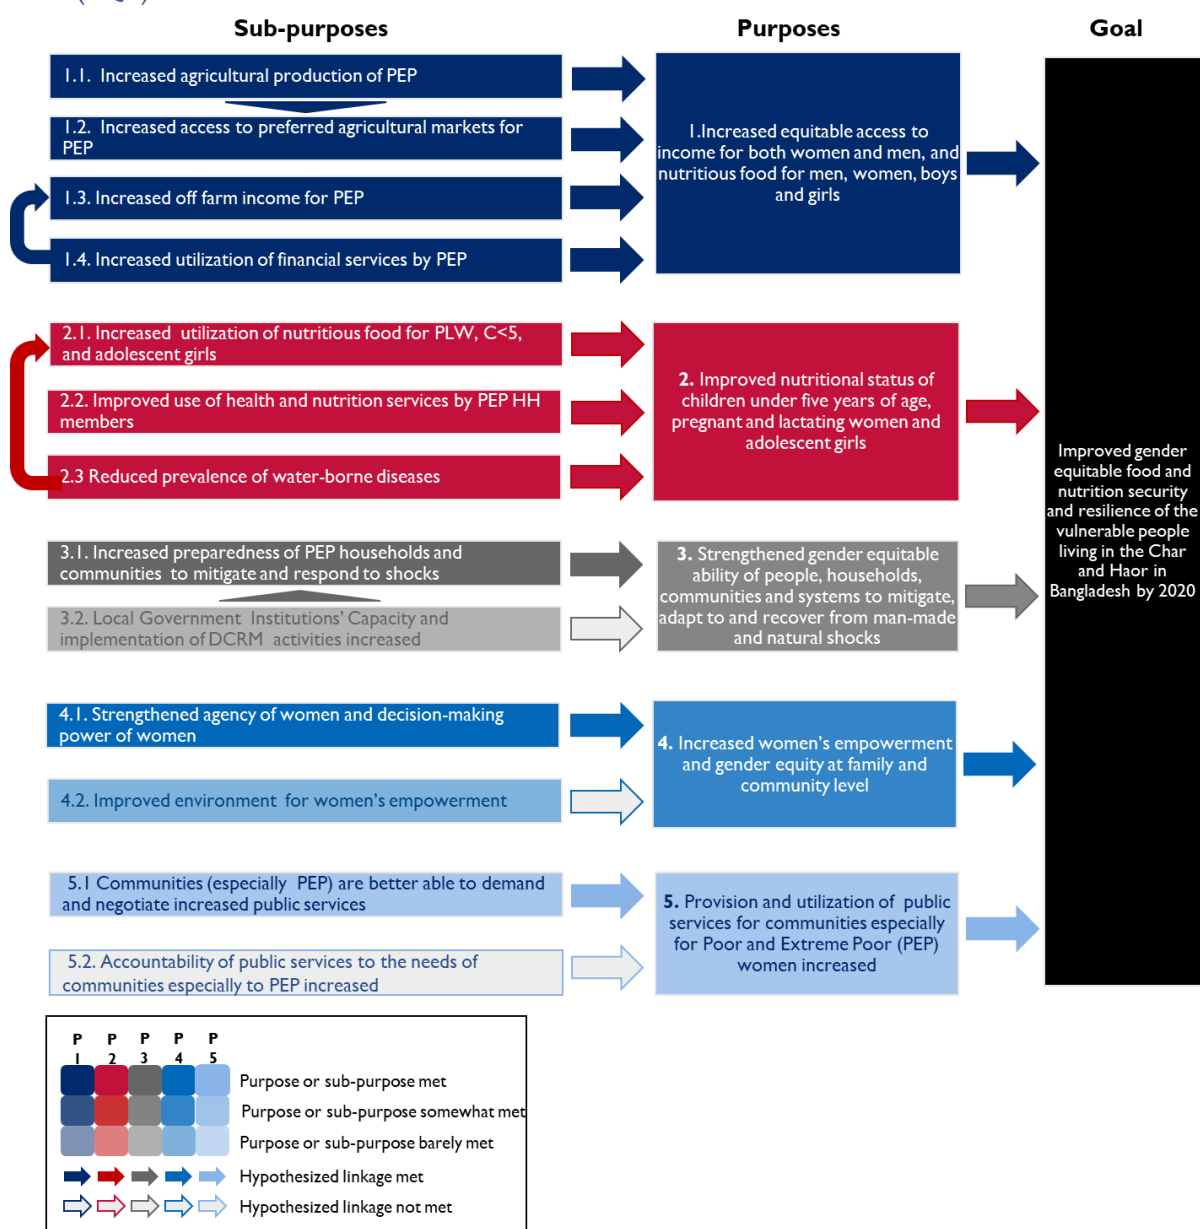 Sub-purposes
Purposes
Goal
1.1. Increased agricultural production of PEP
1.2. Increased access to preferred agricultural markets for
PEP
1.3. Increased off farm income for PEP
1.4. Increased utilization of financial services by PEP
1.Increased equitable access to
income for both women and men, and
nutritious food for men, women, boys
and girls
2.1. Increased utilization of nutritious food for PLW, C<5,
and adolescent girls
2.2. Improved use of health and nutrition services by PEP HH
members
2.3 Reduced prevalence of water-borne diseases
2. Improved nutritional status of
children under five years of age,
pregnant and lactating women and
adolescent girls
3.1. Increased preparedness of PEP households and
communities to mitigate and respond to shocks
3.2. Local Government Institutions' Capacity and
implementation of DCRM activities increased
3. Strengthened gender equitable
ability of people, households,
communities and systems to mitigate,
adapt to and recover from man-made
and natural shocks
4.1. Strengthened agency of women and decision-making
power of women
4.2. Improved environment for women's empowerment
4. Increased women's empowerment
and gender equity at family and
community level
5.1 Communities (especially PEP) are better able to demand
and negotiate increased public services
5.2. Accountability of public services to the needs of
communities especially to PEP increased
5. Provision and utilization of public
services for communities especially
for Poor and Extreme Poor (PEP)
women increased
Improved gender
equitable food and
nutrition security
and resilience of the
vulnerable people
living in the Char
and Haor in
Bangladesh by 2020
P P P P P
1 2 3 4 5
Purpose or sub-purpose met
Purpose or sub-purpose somewhat met
Purpose or sub-purpose barely met
Hypothesized linkage met
Hypothesized linkage not met